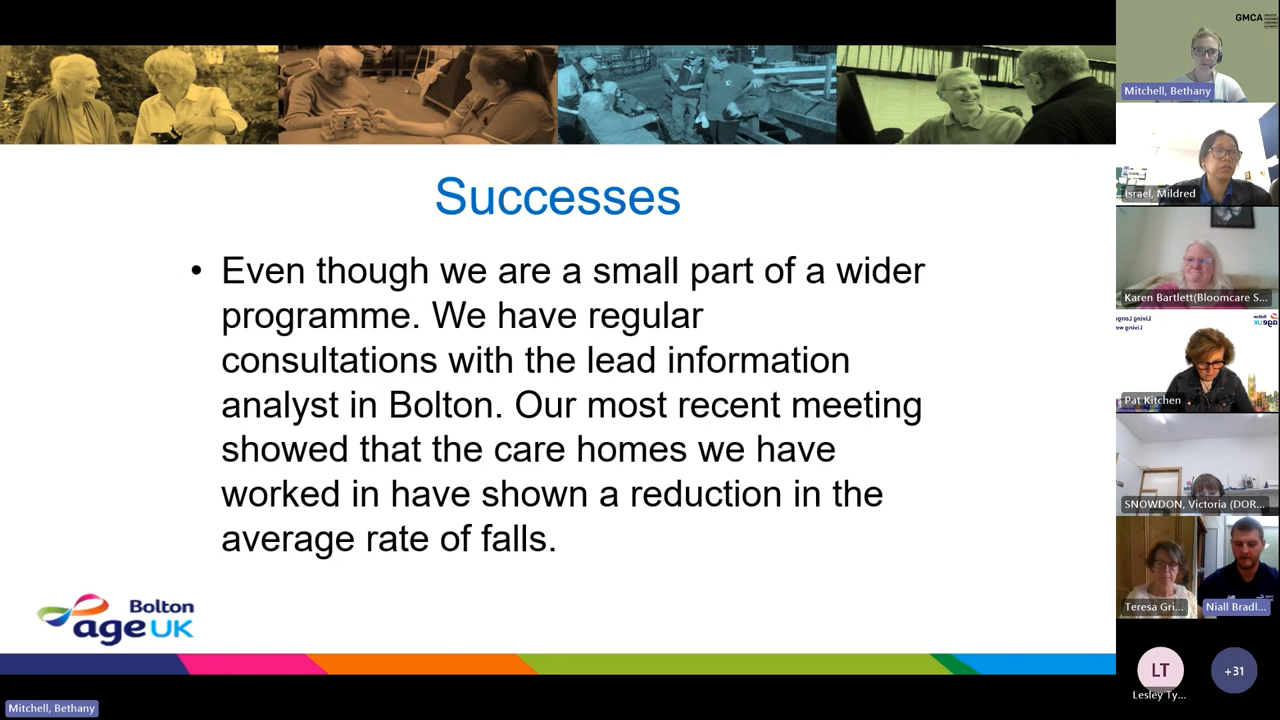 Successes
• Even though we are a small part of a wider
programme. We have regular
consultations with the lead information
analyst in Bolton. Our most recent meeting
showed that the care homes we have
worked in have shown a reduction in the
average rate of falls.
Bolton
age UK
Mitchell, Bethany
GMCA
Mitchell, Bethany
Israel, Mildred
Karen Bartlett(Bloomcare S...
Bolton
age UK
Pat Kitchen
SNOWDON, Victoria (DOR...
Teresa Gri...
Niall Bradl...
LT
Lesley Ty...
+31